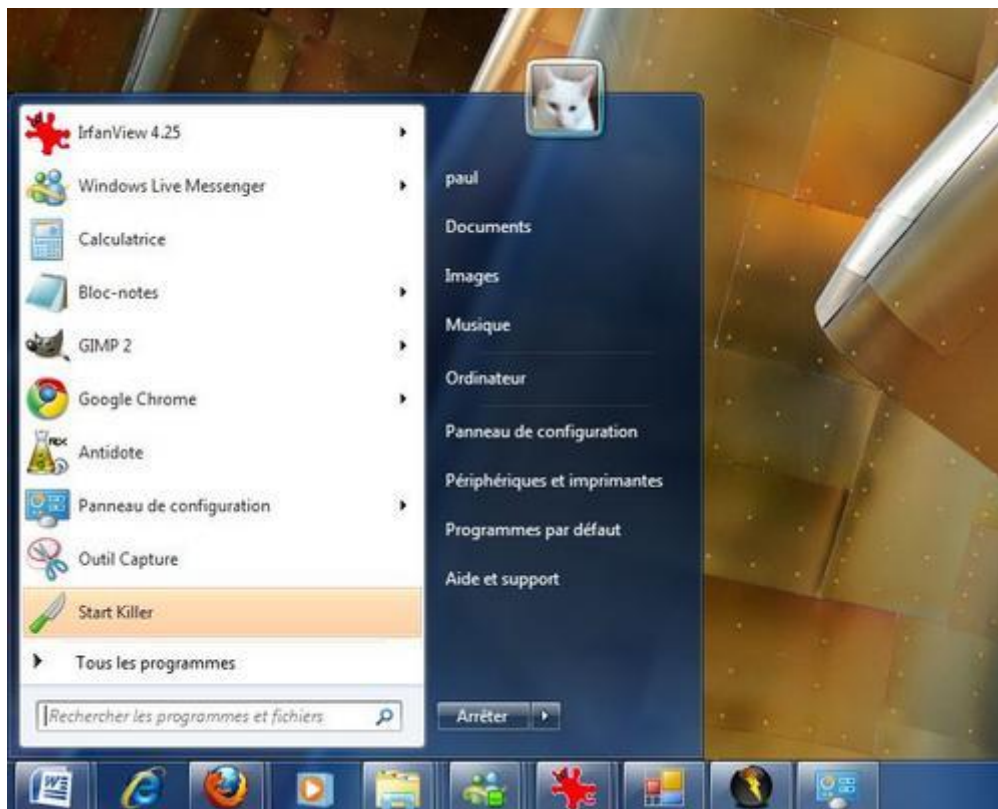 IrfanView 4.25
Windows Live Messenger
Calculatrice
Bloc-notes
GIMP 2
Google Chrome
Antidote
Panneau de configuration
Outil Capture
Start Killer
Tous les programmes
Rechercher les programmes et fichiers
paul
Documents
Images
Musique
Ordinateur
Panneau de configuration
Périphériques et imprimantes
Programmes par défaut
Aide et support
Arrêter